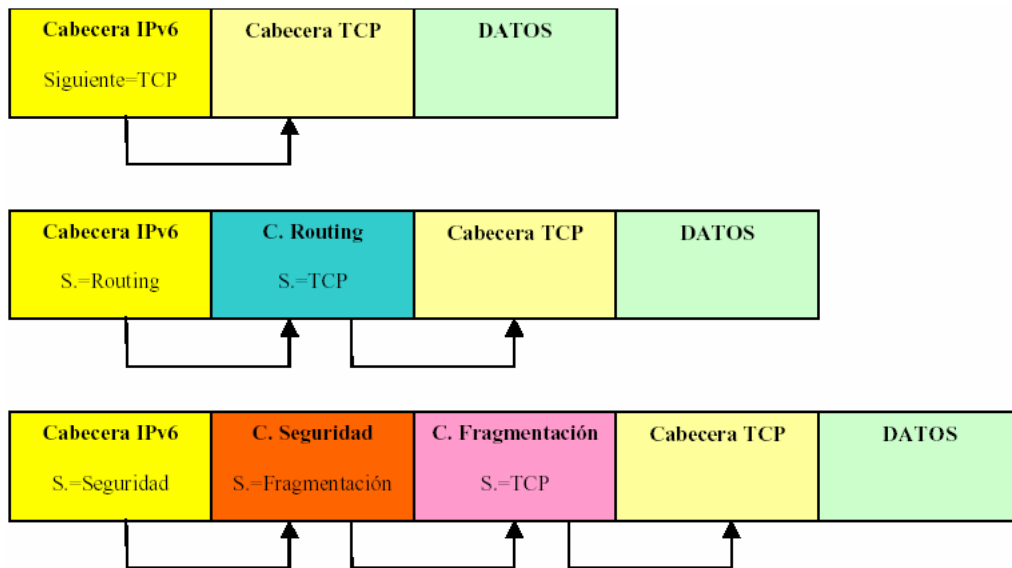 Cabecera IPv6 Cabecera TCP DATOS
Siguiente=TCP
Cabecera IPv6 C. Routing Cabecera TCP DATOS
S.=Routing S.=TCP
Cabecera IPv6 C. Seguridad C. Fragmentación Cabecera TCP DATOS
S.=Seguridad S.=Fragmentación S.=TCP